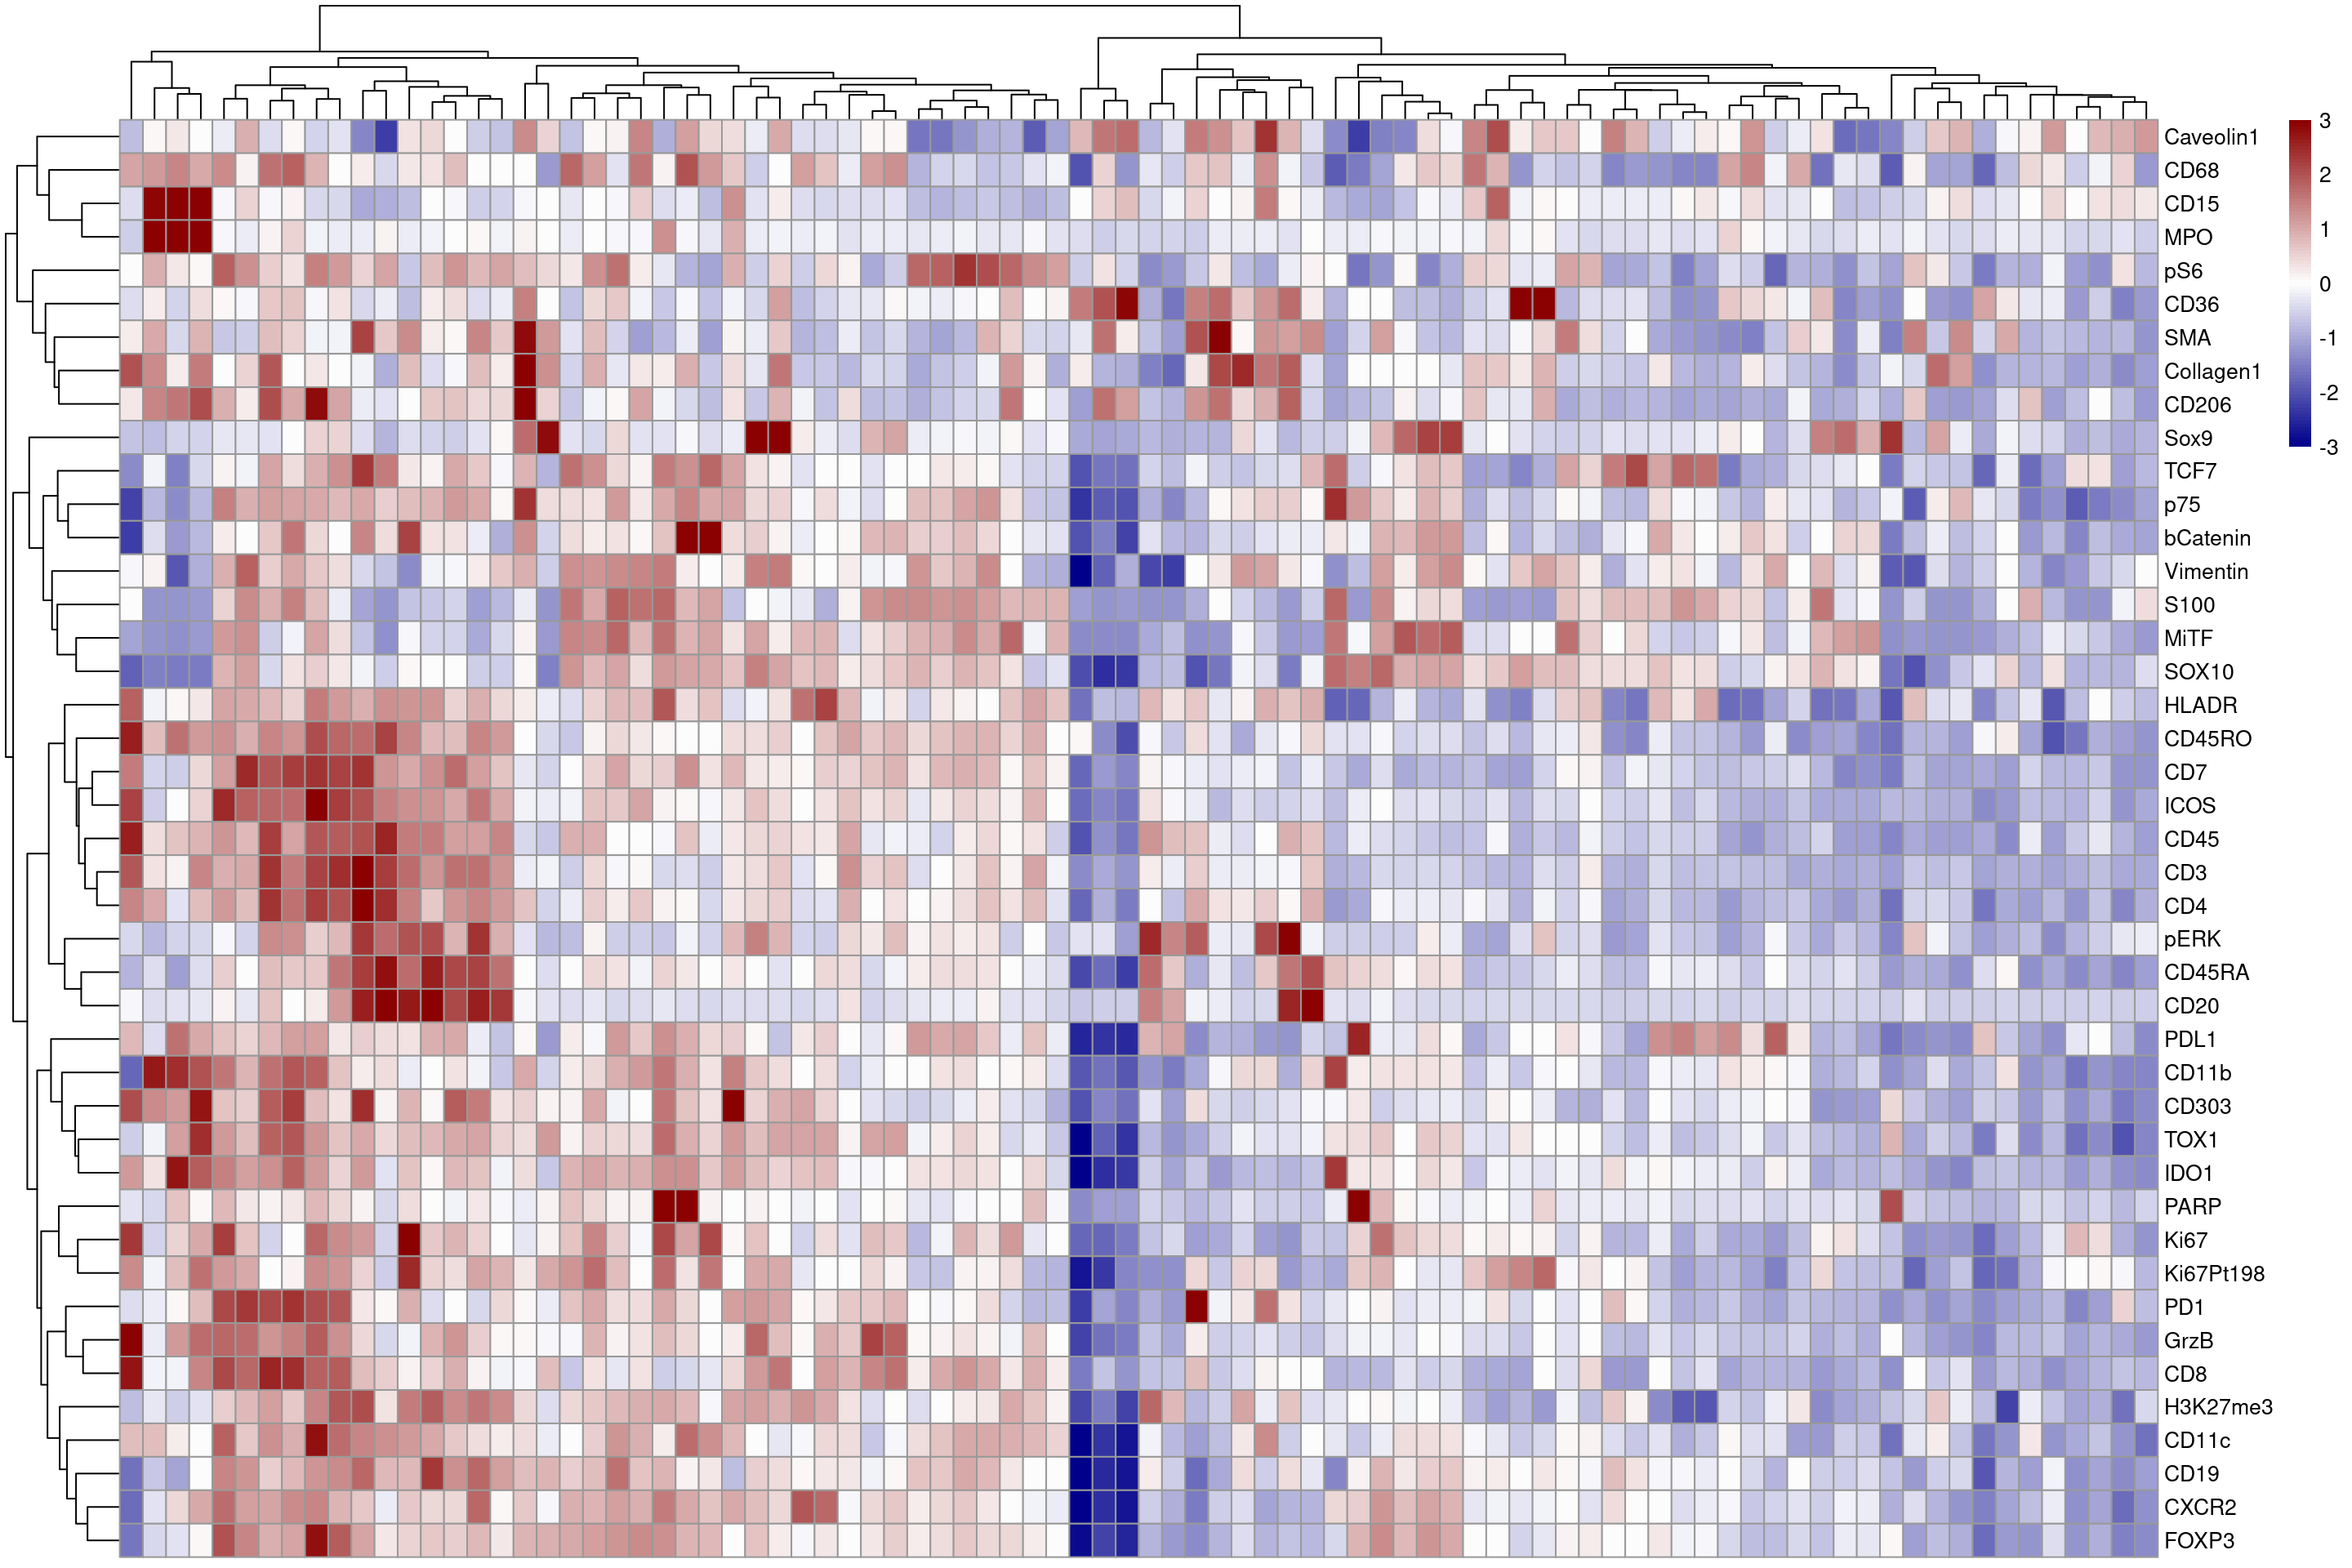 3
2
1
0
-1
-2
-3
Caveolin1
CD68
CD15
MPO
pS6
CD36
SMA
Collagen1
CD206
Sox9
TCF7
p75
bCatenin
Vimentin
S100
MiTF
SOX10
HLADR
CD45RO
CD7
ICOS
CD45
CD3
CD4
pERK
CD45RA
CD20
PDL1
CD11b
CD303
TOX1
IDO1
PARP
Ki67
Ki67Pt198
PD1
GrzB
CD8
H3K27me3
CD11c
CD19
CXCR2
FOXP3